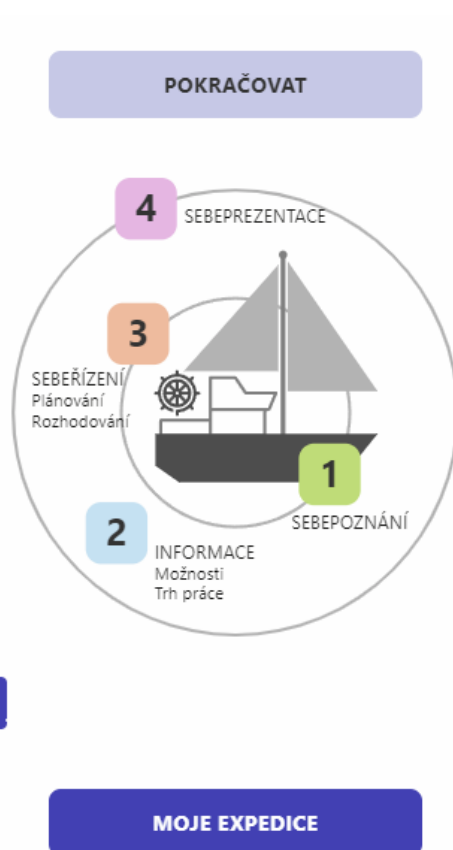 POKRAČOVAT
4
SEBEPREZENTACE
3
SEBEŘÍZENÍ
Plánování
Rozhodování
1
SEBEPOZNÁNÍ
2
INFORMACE
Možnosti
Trh práce
MOJE EXPEDICE